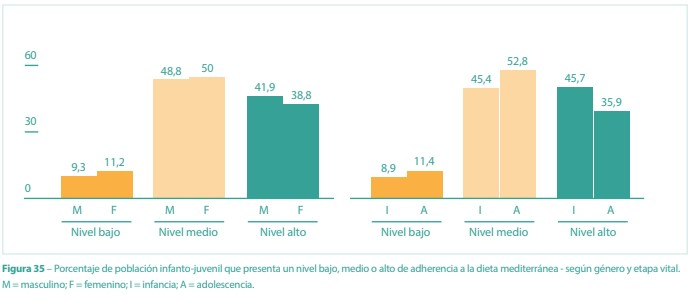 60
30
0
9,3
11,2
48,8
50
41,9
38,8
M F M F M F
Nivel bajo Nivel medio Nivel alto
8,9
11,4
45,4
52,8
45,7
35,9
I A I A I A
Nivel bajo Nivel medio Nivel alto
Figura 35 – Porcentaje de población infanto-juvenil que presenta un nivel bajo, medio o alto de adherencia a la dieta mediterránea - según género y etapa vital.
M = masculino; F = femenino; I = infancia; A = adolescencia.